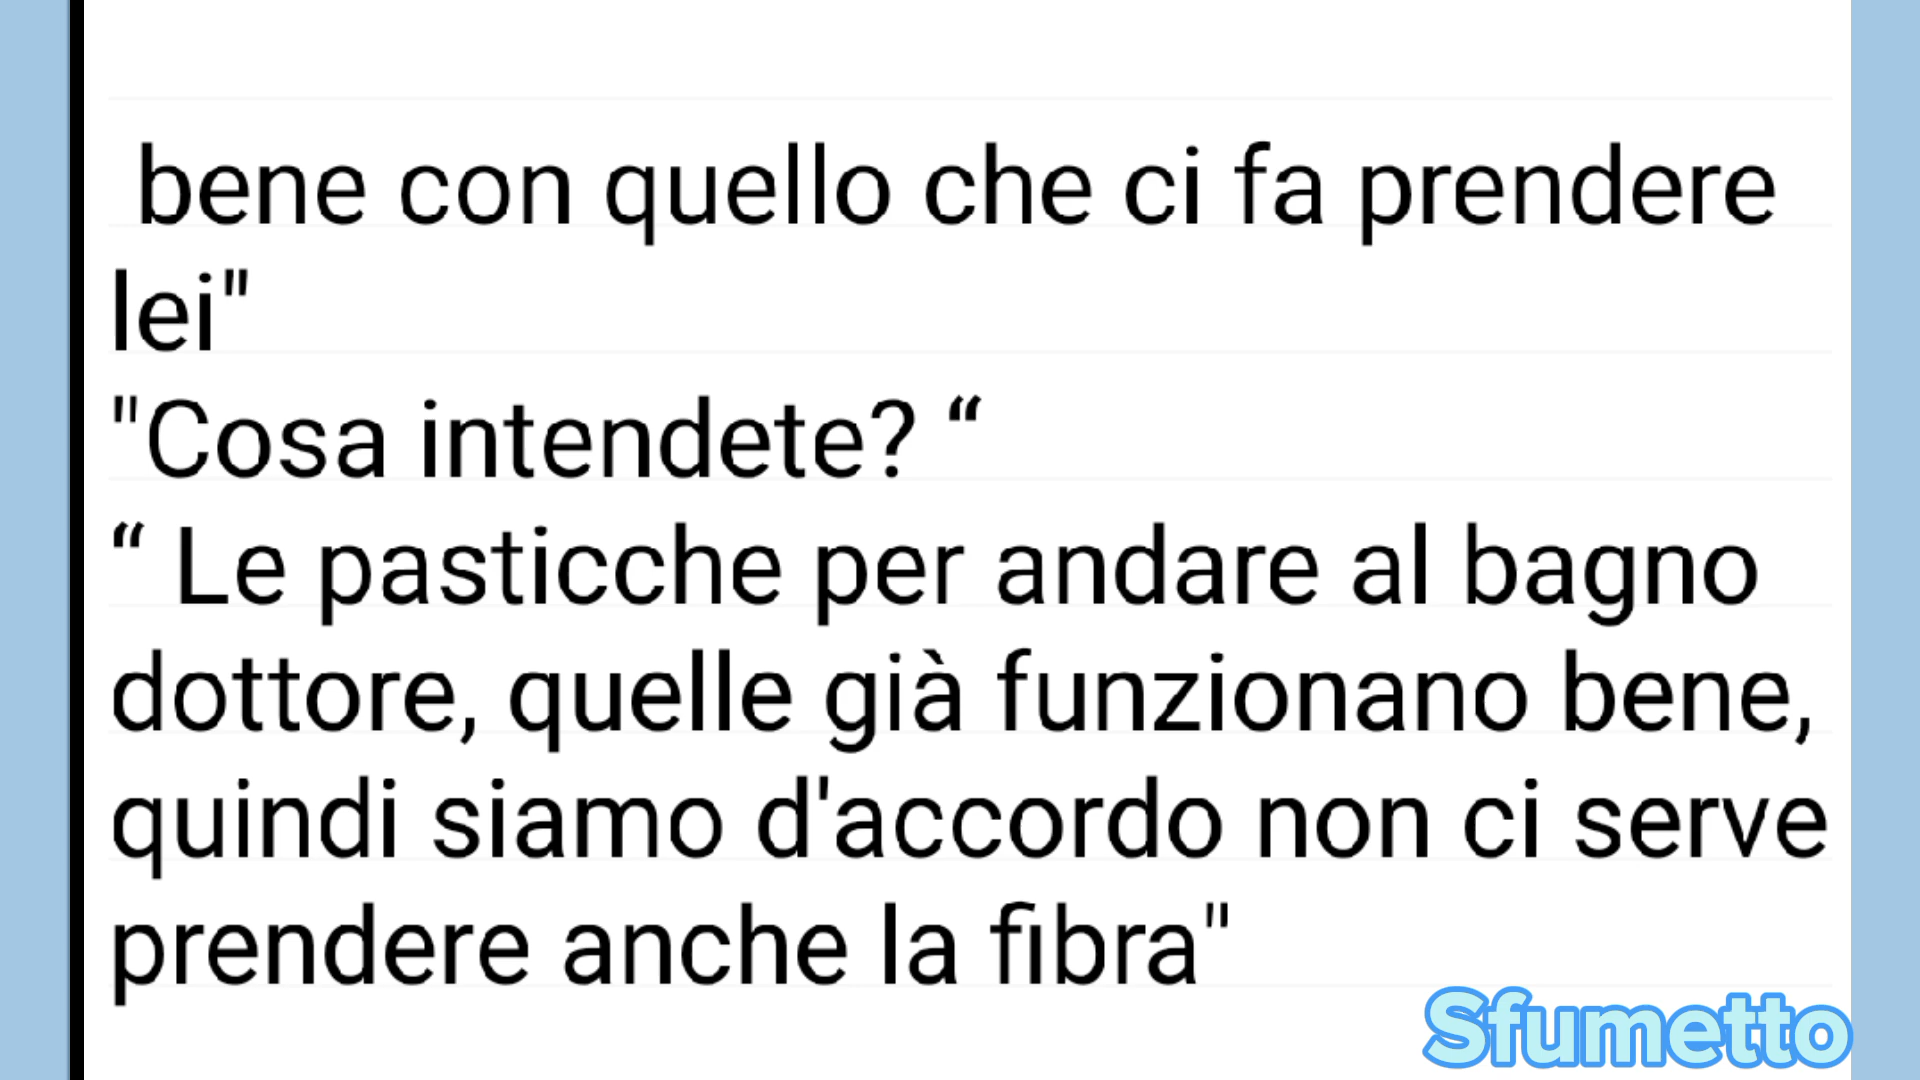 bene con quello che ci fa prendere
lei"
"Cosa intendete? “
“ Le pasticche per andare al bagno
dottore, quelle già funzionano bene,
quindi siamo d'accordo non ci serve
prendere anche la fibra"
Sfumetto